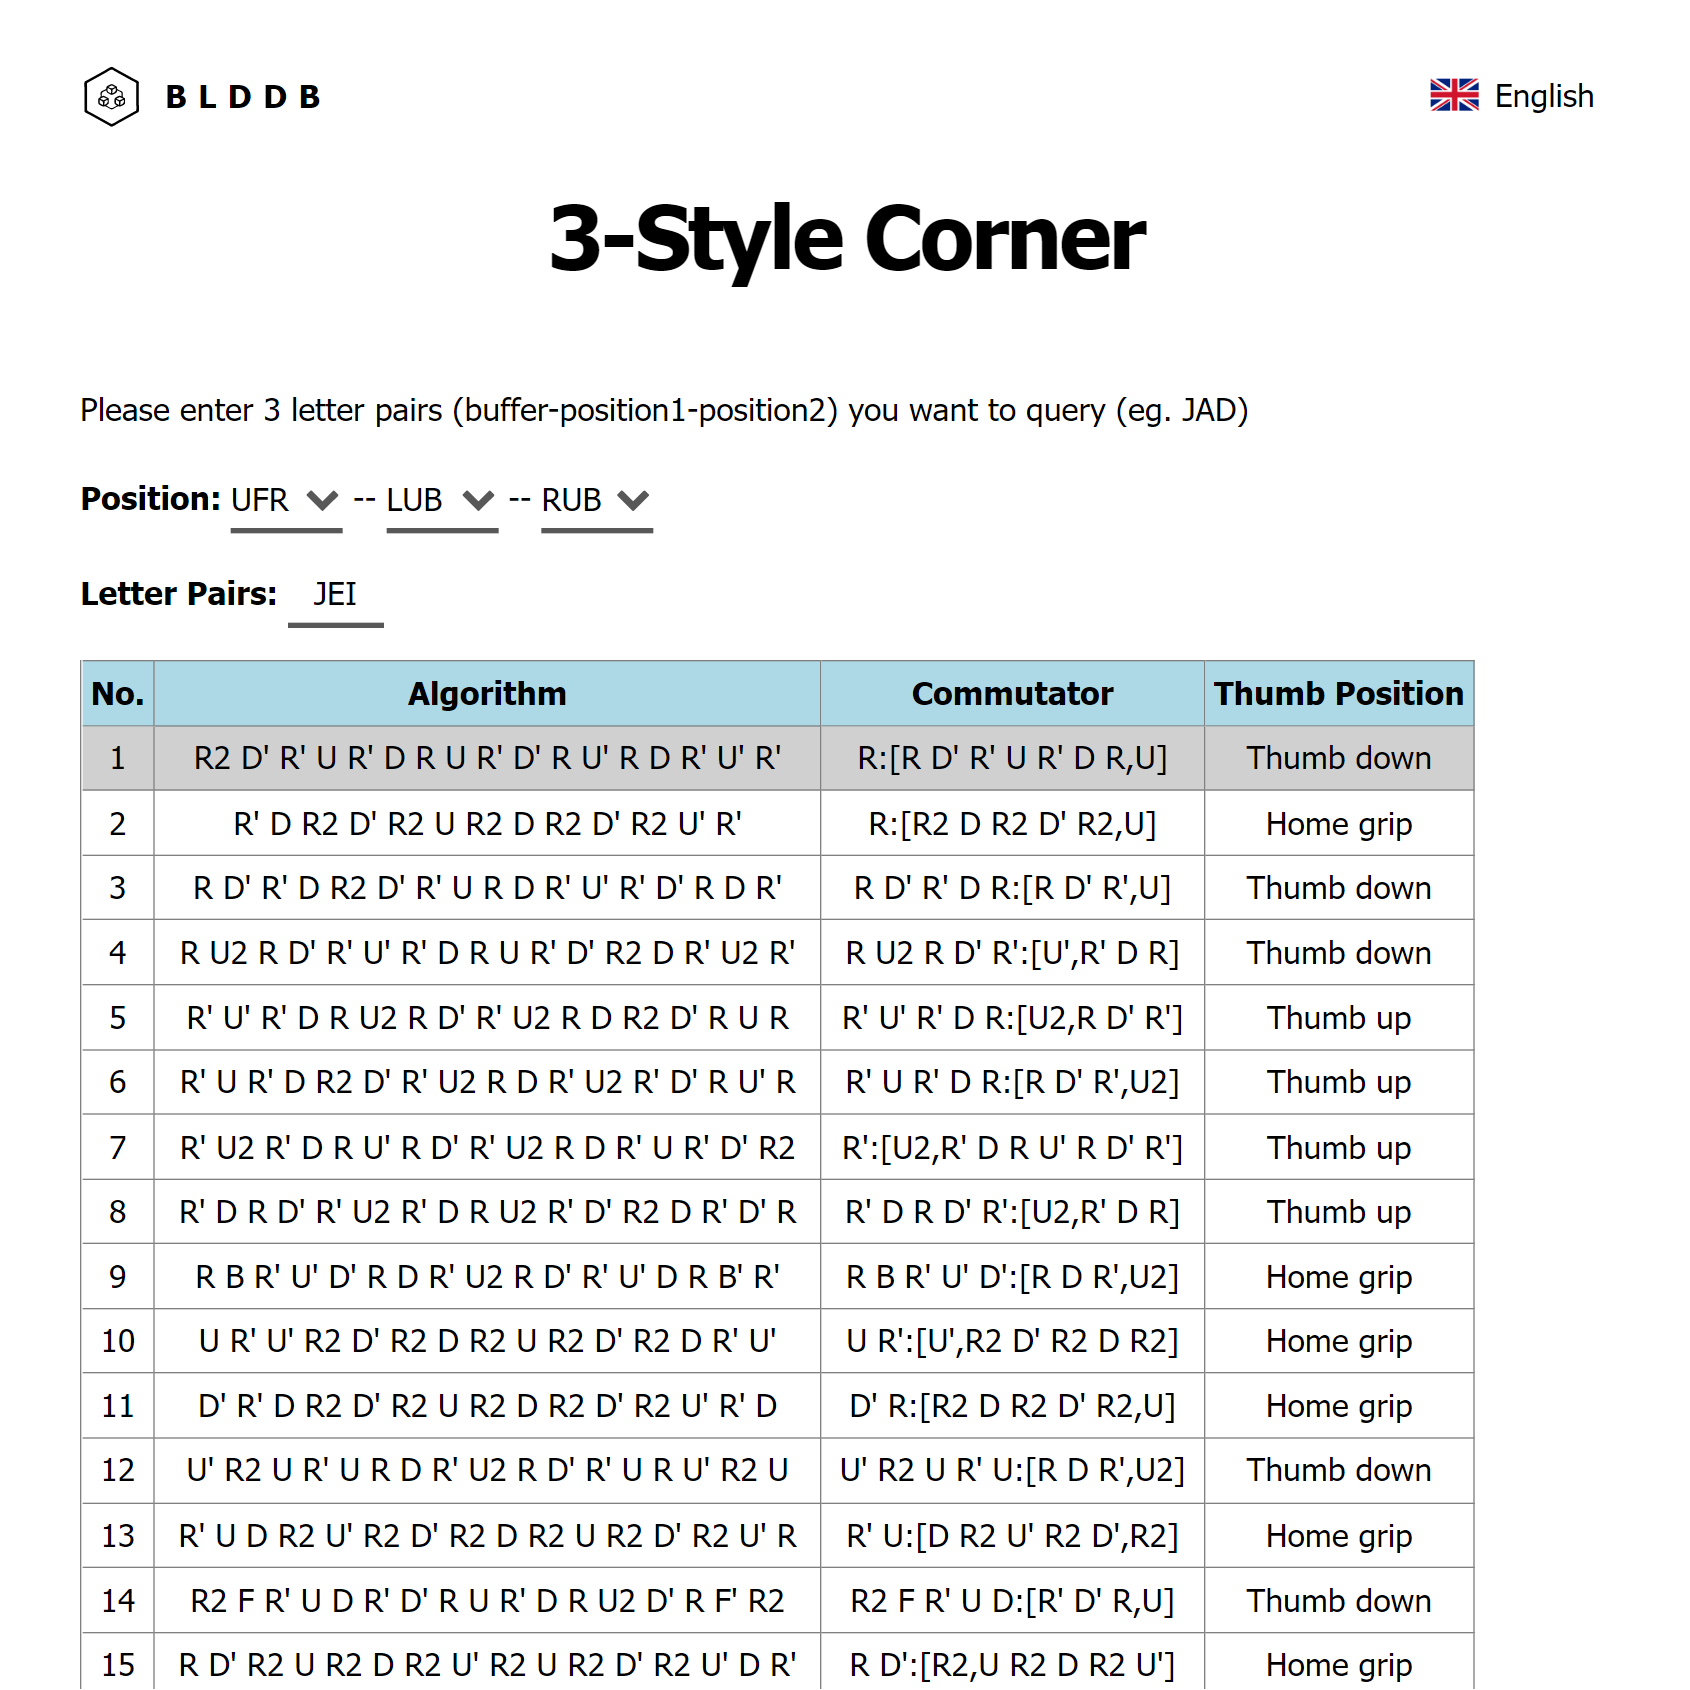 BLDDB
English
3-Style Corner
Please enter 3 letter pairs (buffer-position1-position2) you want to query (eg. JAD)
Position: UFR -- LUB -- RUB
Letter Pairs: JEI
No. Algorithm Commutator Thumb Position
1 R2 D' R' U R' D R U R' D' R U' R D R' U' R' R:[R D' R' U R' D R,U] Thumb down
2 R' D R2 D' R2 U R2 D R2 D' R2 U' R' R:[R2 D R2 D' R2,U] Home grip
3 R D' R' D R2 D' R' U R D R' U' R' D' R D R' R D' R' D R:[R D' R',U] Thumb down
4 R U2 R D' R' U' R' D R U R' D' R2 D R' U2 R' R U2 R D' R':[U',R' D R] Thumb down
5 R' U' R' D R U2 R D' R' U2 R D R2 D' R U R R' U' R' D R:[U2,R D' R'] Thumb up
6 R' U R' D R2 D' R' U2 R D R' U2 R' D' R U' R R' U R' D R:[R D' R',U2] Thumb up
7 R' U2 R' D R U' R D' R' U2 R D R' U R' D' R2 R':[U2,R' D R U' R D' R'] Thumb up
8 R' D R D' R' U2 R' D R U2 R' D' R2 D R' D' R R' D R D' R':[U2,R' D R] Thumb up
9 R B R' U' D' R D R' U2 R D' R' U' D R B' R' R B R' U' D':[R D R',U2] Home grip
10 U R' U' R2 D' R2 D R2 U R2 D' R2 D R' U' U R':[U',R2 D' R2 D R2] Home grip
11 D' R' D R2 D' R2 U R2 D R2 D' R2 U' R' D D' R:[R2 D R2 D' R2,U] Home grip
12 U' R2 U R' U R D R' U2 R D' R' U R U' R2 U U' R2 U R' U:[R D R',U2] Thumb down
13 R' U D R2 U' R2 D' R2 D R2 U R2 D' R2 U' R R' U:[D R2 U' R2 D',R2] Home grip
14 R2 F R' U D R' D' R U R' D R U2 D' R F' R2 R2 F R' U D:[R' D' R,U] Thumb down
15 R D' R2 U R2 D R2 U' R2 U R2 D' R2 U' D R' R D':[R2,U R2 D R2 U'] Home grip